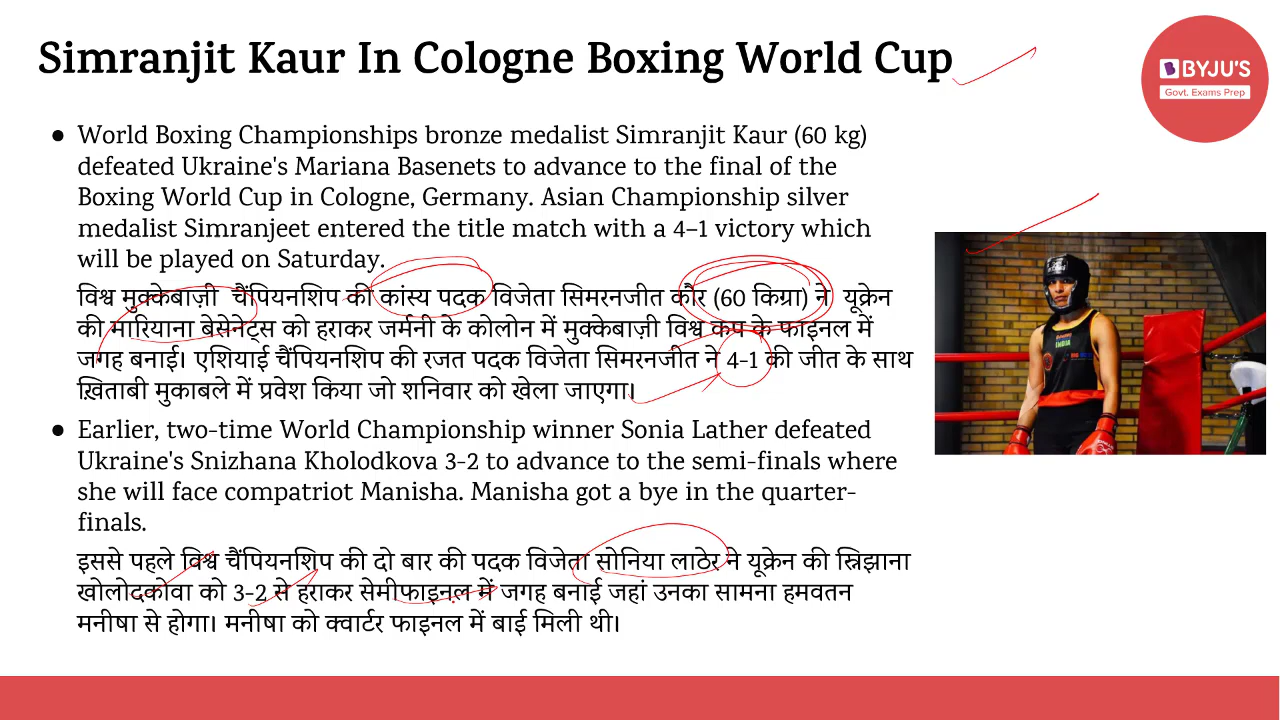 Simranjit Kaur In Cologne Boxing World Cup
BYJU'S
Govt. Exams Prep
● World Boxing Championships bronze medalist Simranjit Kaur (60 kg)
defeated Ukraine's Mariana Basenets to advance to the final of the
Boxing World Cup in Cologne, Germany. Asian Championship silver
medalist Simranjeet entered the title match with a 4–1 victory which
will be played on Saturday.
विश्व मुक्केबाज़ी चैंपियनशिप की कांस्य पदक विजेता सिमरनजीत कौर (60 किग्रा) ने यूक्रेन
की मारियाना बेसेनेट्स को हराकर जर्मनी के कोलोन में मुक्केबाज़ी विश्व कप के फाइनल में
जगह बनाई। एशियाई चैंपियनशिप की रजत पदक विजेता सिमरनजीत ने 4-1 की जीत के साथ
ख़िताबी मुकाबले में प्रवेश किया जो शनिवार को खेला जाएगा।
● Earlier, two-time World Championship winner Sonia Lather defeated
Ukraine's Snizhana Kholodkova 3-2 to advance to the semi-finals where
she will face compatriot Manisha. Manisha got a bye in the quarter-
finals.
इससे पहले विश्व चैंपियनशिप की दो बार की पदक विजेता सोनिया लाठेर ने यूक्रेन की स्निझाना
खोलोदकोवा को 3-2 से हराकर सेमीफाइनल में जगह बनाई जहां उनका सामना हमवतन
मनीषा से होगा। मनीषा को क्वार्टर फाइनल में बाई मिली थी।